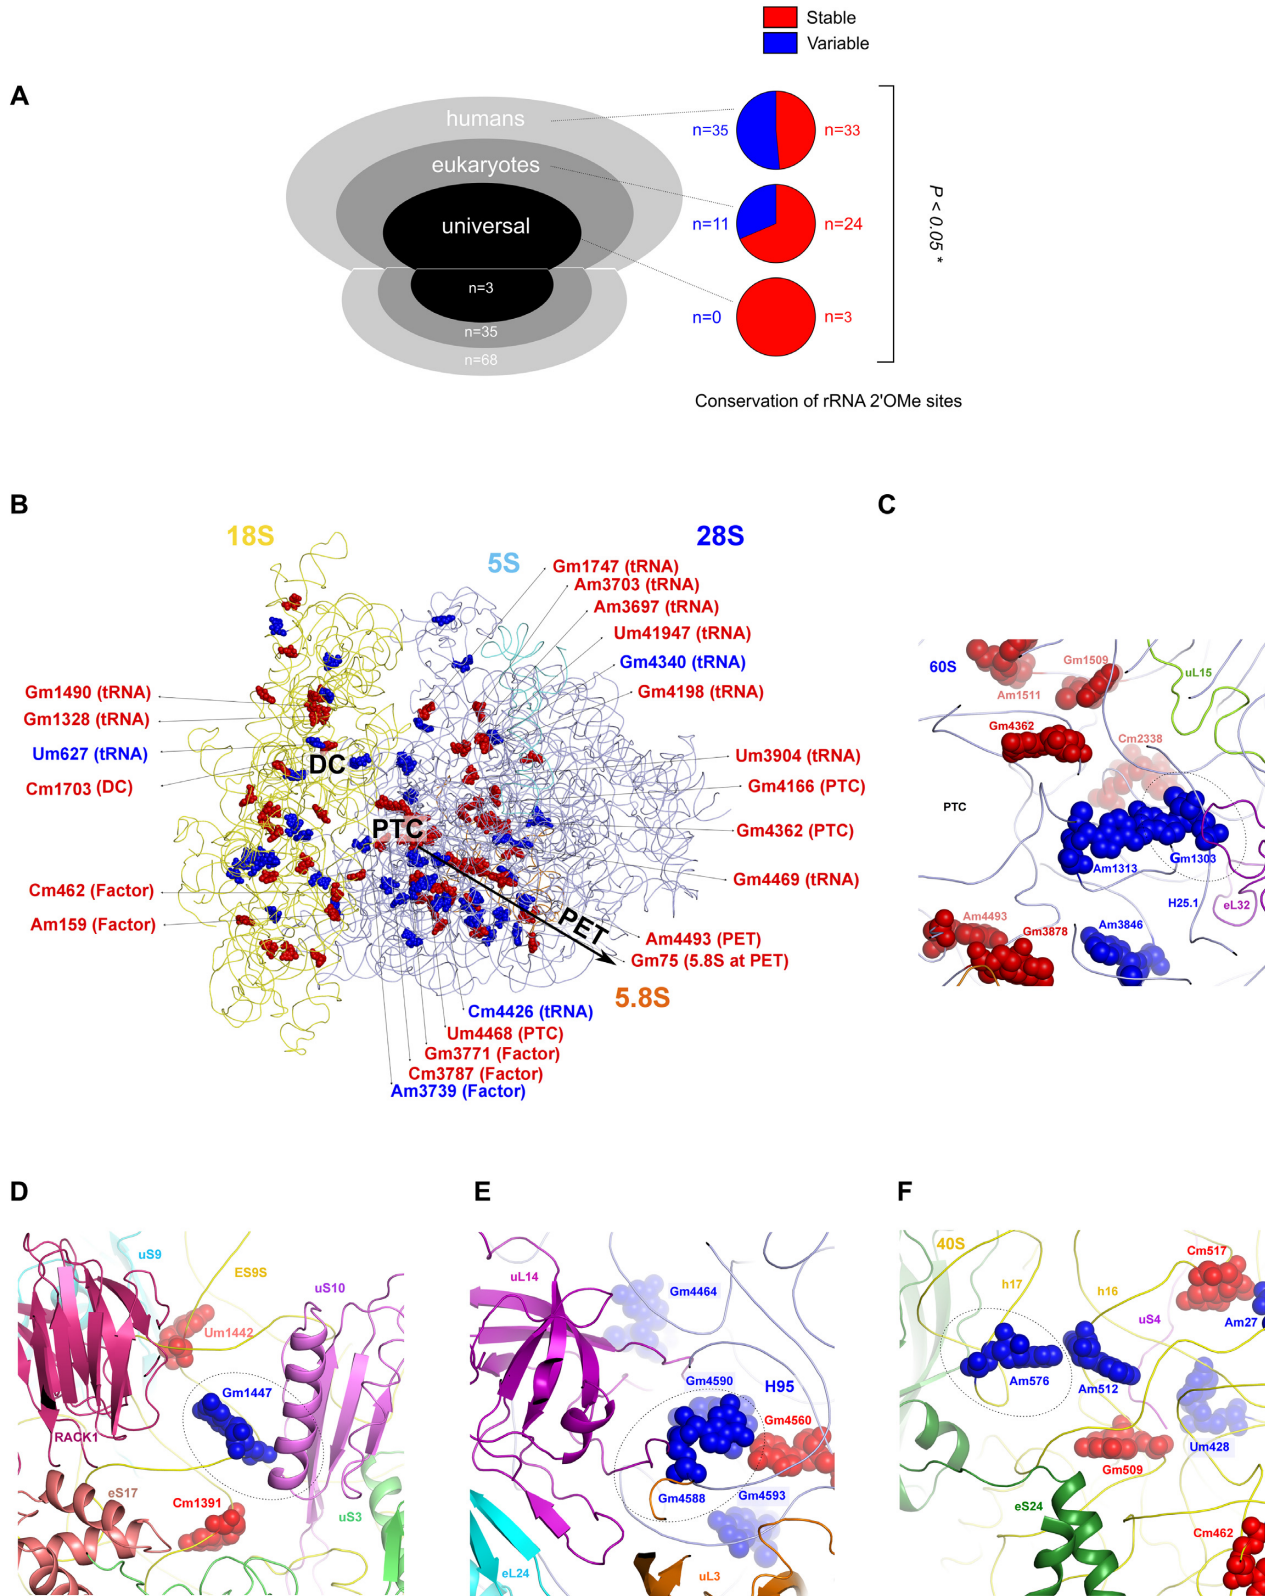 Stable
Variable
A
humans
eukaryotes
universal
n=3
n=35
n=68
n=35
n=33
n=11
n=24
n=0
n=3
P < 0.05 *
Conservation of rRNA 2'OMe sites
B
18S
5S
28S
Gm1747 (tRNA)
Am3703 (tRNA)
Am3697 (tRNA)
Um41947 (tRNA)
Gm4340 (tRNA)
Gm4198 (tRNA)
Gm1490 (tRNA)
Gm1328 (tRNA)
Um627 (tRNA)
Cm1703 (DC)
DC
Um3904 (tRNA)
Gm4166 (PTC)
PTC
Gm4362 (PTC)
Gm4469 (tRNA)
Cm462 (Factor)
Am159 (Factor)
PET
Am4493 (PET)
Gm75 (5.8S at PET)
5.8S
Cm4426 (tRNA)
Um4468 (PTC)
Gm3771 (Factor)
Cm3787 (Factor)
Am3739 (Factor)
C
60S
Gm1509
uL15
Am1511
Gm4362
Cm2338
PTC
Am1313
Gm1303
H25.1
eL32
Am4493
Gm3878
Am3846
D
uS9
ES9S
uS10
Um1442
Gm1447
RACK1
eS17
Cm1391
uS3
E
uL14
Gm4464
Gm4590
H95
Gm4560
Gm4588
Gm4593
eL24
uL3
F
40S
Cm517
h17
h16
uS4
Am27
Am576
Am512
Um428
Gm509
eS24
Cm462